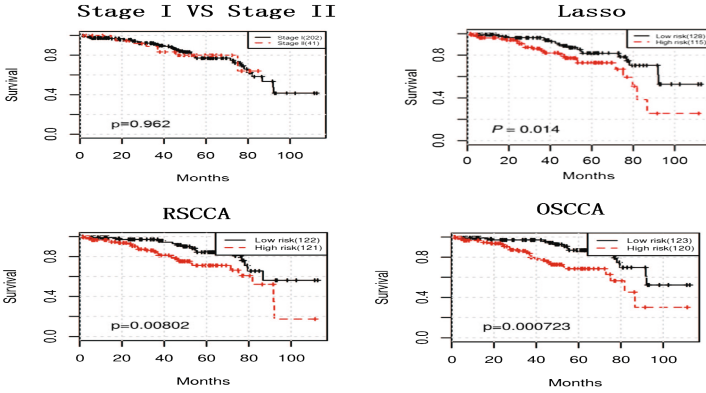 Stage I VS Stage II
Stage I(202)
Stage II(41)
Survival
0.0 0.4 0.8
p=0.962
0 20 40 60 80 100
Months
Lasso
Low risk(128)
High risk(115)
Survival
0.0 0.4 0.8
P = 0.014
0 20 40 60 80 100
Months
RSCCA
Low risk(122)
High risk(121)
Survival
0.0 0.4 0.8
p=0.00802
0 20 40 60 80 100
Months
OSCCA
Low risk(123)
High risk(120)
Survival
0.0 0.4 0.8
p=0.000723
0 20 40 60 80 100
Months